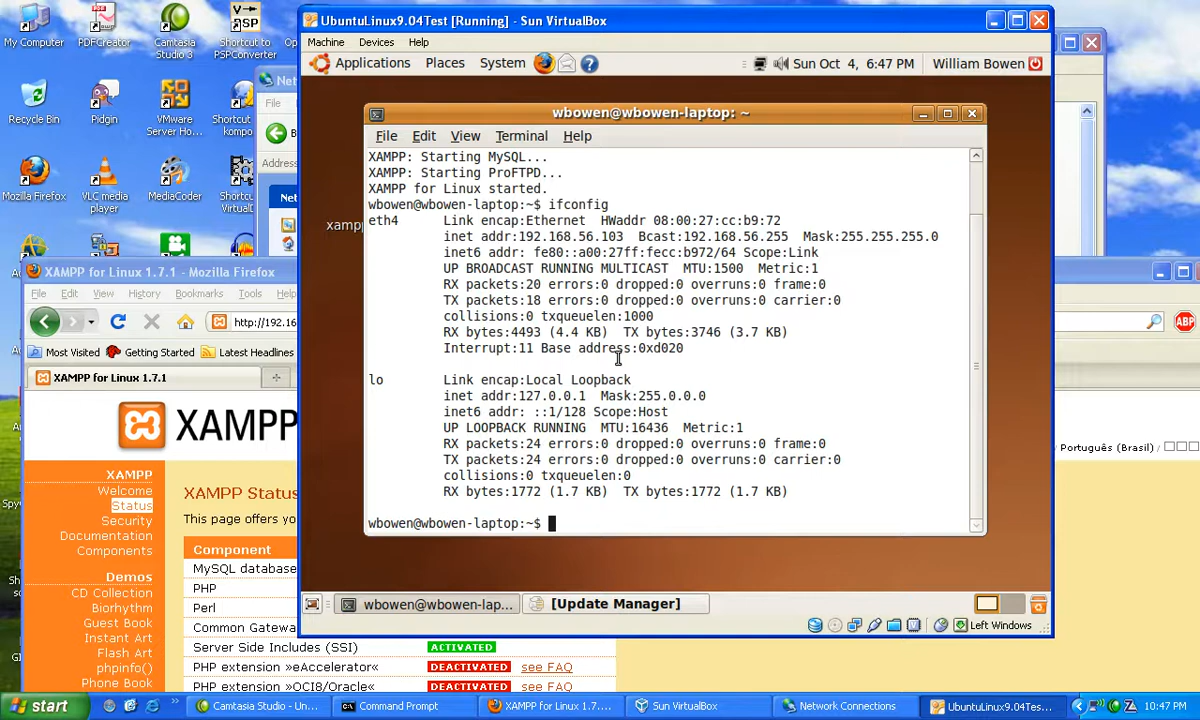 My Computer
PDFCreator
Camtasia Studio 3
Shortcut to PSPConverter
Recycle Bin
Pidgin
VMware Server Ho...
Shortcut kompo
Mozilla Firefox
VLC media player
MediaCoder
Shortcu VirtualD
Net
File
Address
Net
UbuntuLinux9.04Test [Running] - Sun VirtualBox
Machine Devices Help
Applications Places System
Sun Oct 4, 6:47 PM William Bowen
xampp
wbowen@wbowen-laptop: ~
File Edit View Terminal Help
XAMPP: Starting MySQL...
XAMPP: Starting ProFTPD...
XAMPP for Linux started.
wbowen@wbowen-laptop:~$ ifconfig
eth4 Link encap:Ethernet HWaddr 08:00:27:cc:b9:72
inet addr:192.168.56.103 Bcast:192.168.56.255 Mask:255.255.255.0
inet6 addr: fe80::a00:27ff:fecc:b972/64 Scope:Link
UP BROADCAST RUNNING MULTICAST MTU:1500 Metric:1
RX packets:20 errors:0 dropped:0 overruns:0 frame:0
TX packets:18 errors:0 dropped:0 overruns:0 carrier:0
collisions:0 txqueuelen:1000
RX bytes:4493 (4.4 KB) TX bytes:3746 (3.7 KB)
Interrupt:11 Base address:0xd020
lo Link encap:Local Loopback
inet addr:127.0.0.1 Mask:255.0.0.0
inet6 addr: ::1/128 Scope:Host
UP LOOPBACK RUNNING MTU:16436 Metric:1
RX packets:24 errors:0 dropped:0 overruns:0 frame:0
TX packets:24 errors:0 dropped:0 overruns:0 carrier:0
collisions:0 txqueuelen:0
RX bytes:1772 (1.7 KB) TX bytes:1772 (1.7 KB)
wbowen@wbowen-laptop:~$
wbowen@wbowen-lap... [Update Manager]
Left Windows
XAMPP for Linux 1.7.1 - Mozilla Firefox
File Edit View History Bookmarks Tools Help
http://192.16
ABP
Most Visited Getting Started Latest Headlines
XAMPP for Linux 1.7.1
XAMPP
Português (Brasil)
XAMPP
Welcome
Status
Security
Documentation
Components
Demos
CD Collection
Biorhythm
Guest Book
Instant Art
Flash Art
phpinfo()
Phone Book
XAMPP Status
This page offers yo
Component
MySQL database
PHP
Perl
Common Gatewa
Server Side Includes (SSI) ACTIVATED
PHP extension »eAccelerator« DEACTIVATED see FAQ
PHP extension »OCI8/Oracle« DEACTIVATED see FAQ
start
Camtasia Studio - Un...
Command Prompt
XAMPP for Linux 1.7....
Sun VirtualBox
Network Connections
UbuntuLinux9.04Tes...
10:47 PM